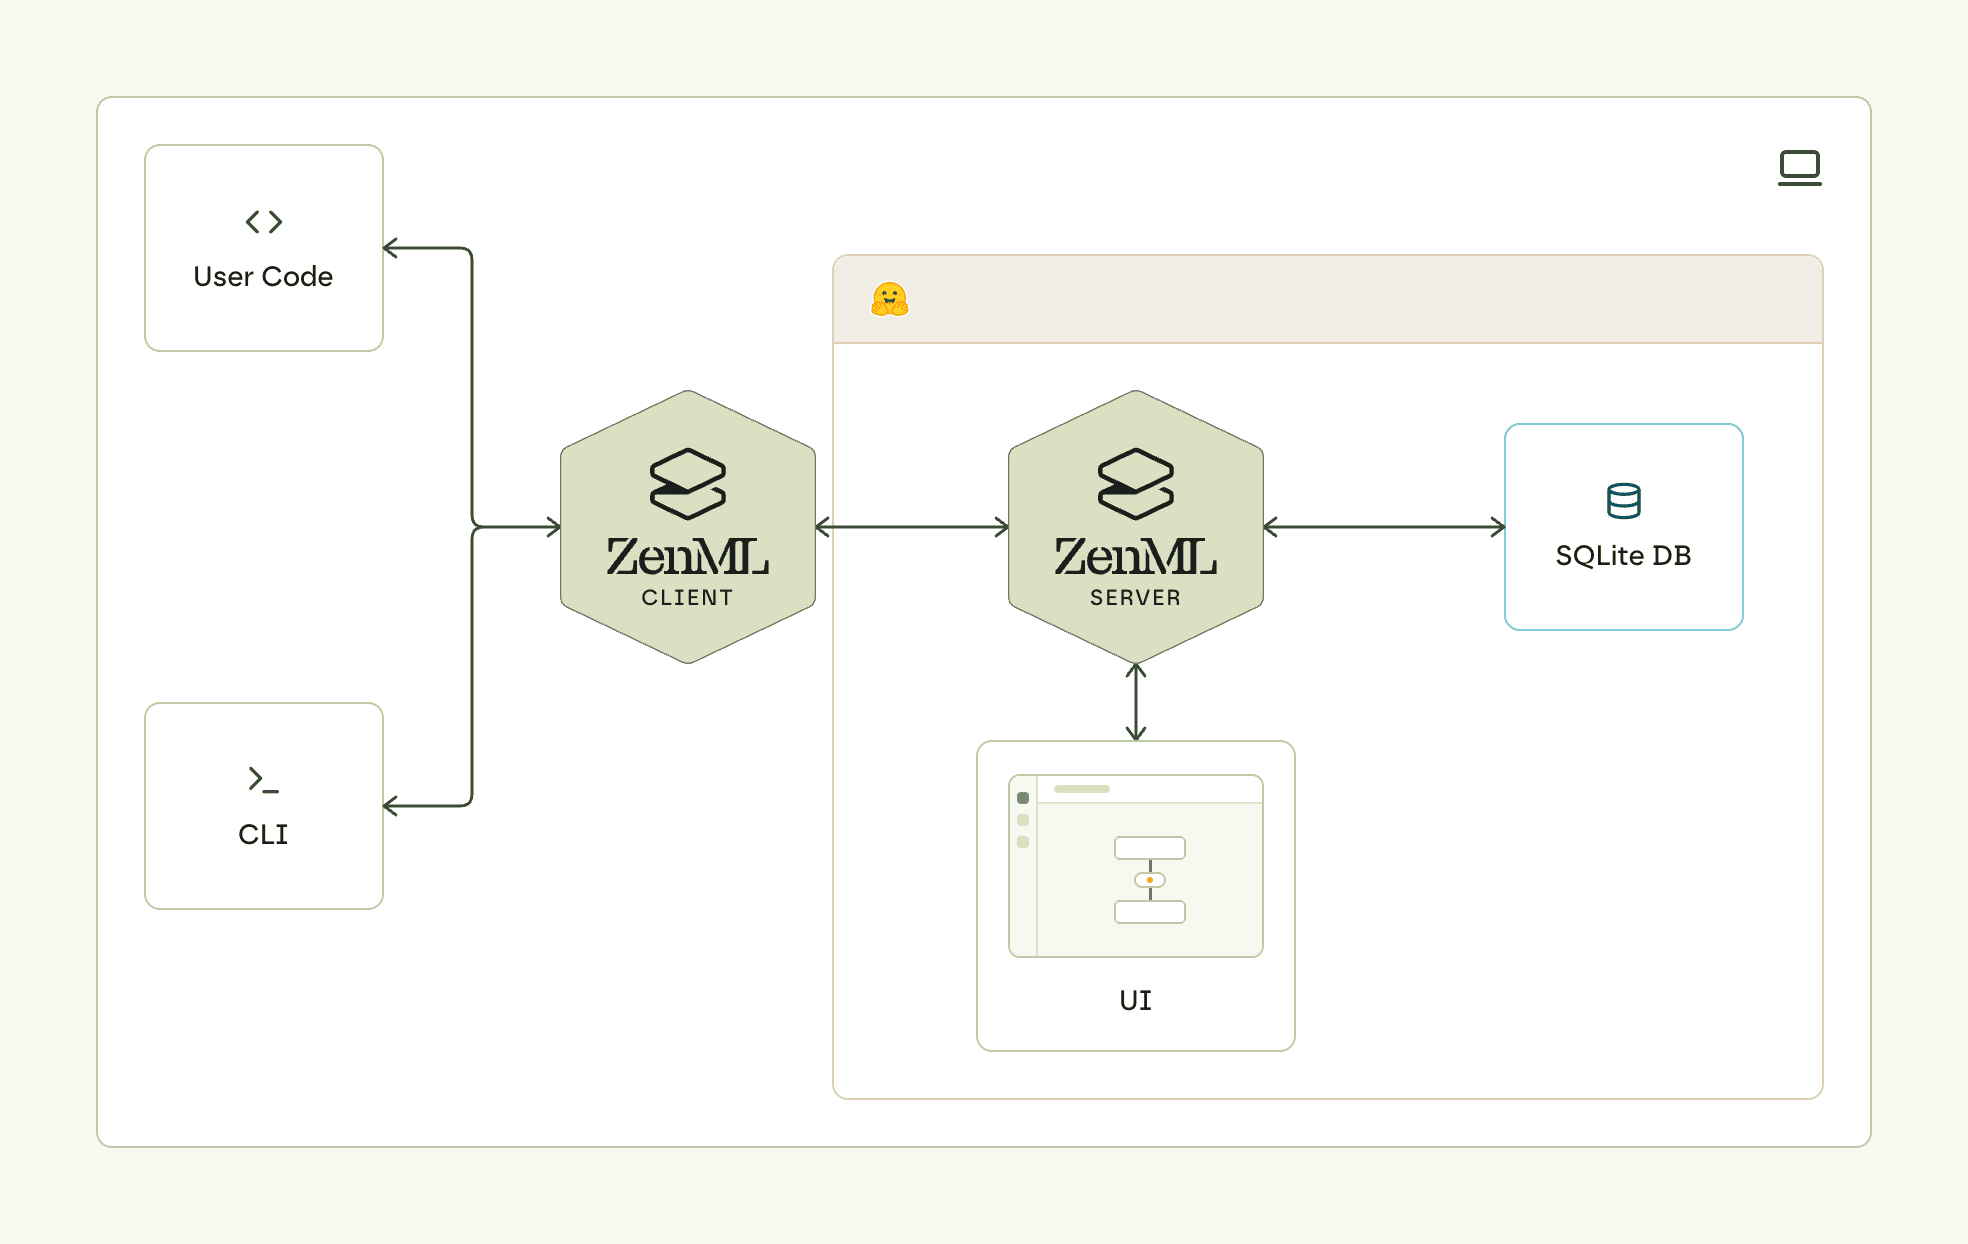 User Code
ZenML
CLIENT
ZenML
SERVER
SQLite DB
CLI
UI